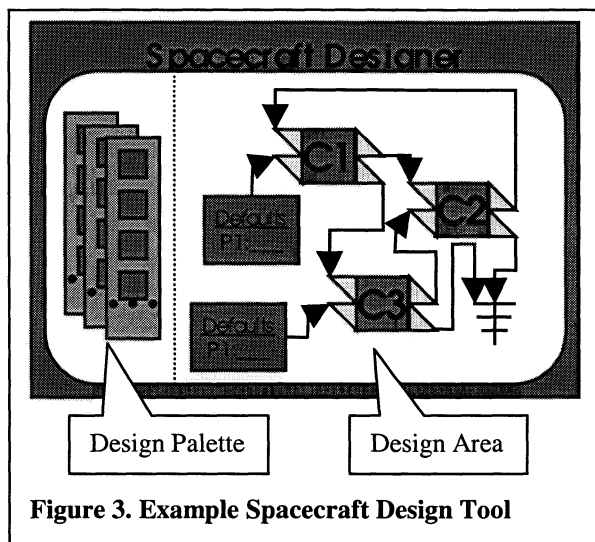 Spacecraft Designer
C1
C2
Defaults
P1:___
C3
Defaults
P1:___
Design Palette
Design Area
Figure 3. Example Spacecraft Design Tool